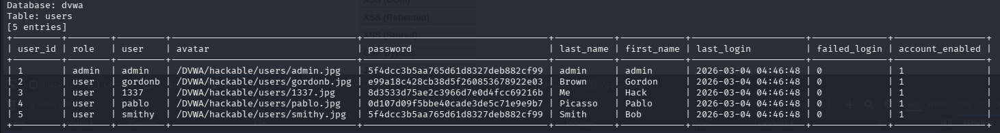 Database: dvwa
Table: users
[5 entries]
| user_id | role | user | avatar | password | last_name | first_name | last_login | failed_login | account_enabled |
| 1 | admin | admin | /DVWA/hackable/users/admin.jpg | 5f4dcc3b5aa765d61d8327deb882cf99 | admin | admin | 2026-03-04 04:46:48 | 0 | 1 |
| 2 | user | gordonb | /DVWA/hackable/users/gordonb.jpg | e99a18c428cb38d5f260853678922e03 | Brown | Gordon | 2026-03-04 04:46:48 | 0 | 1 |
| 3 | user | 1337 | /DVWA/hackable/users/1337.jpg | 8d3533d75ae2c3966d7e0d4fcc69216b | Me | Hack | 2026-03-04 04:46:48 | 0 | 1 |
| 4 | user | pablo | /DVWA/hackable/users/pablo.jpg | 0d107d09f5bbe40cade3de5c71e9e9b7 | Picasso | Pablo | 2026-03-04 04:46:48 | 0 | 1 |
| 5 | user | smithy | /DVWA/hackable/users/smithy.jpg | 5f4dcc3b5aa765d61d8327deb882cf99 | Smith | Bob | 2026-03-04 04:46:48 | 0 | 1 |
XSS (DOM)
XSS (Reflected)
XSS (Stored)